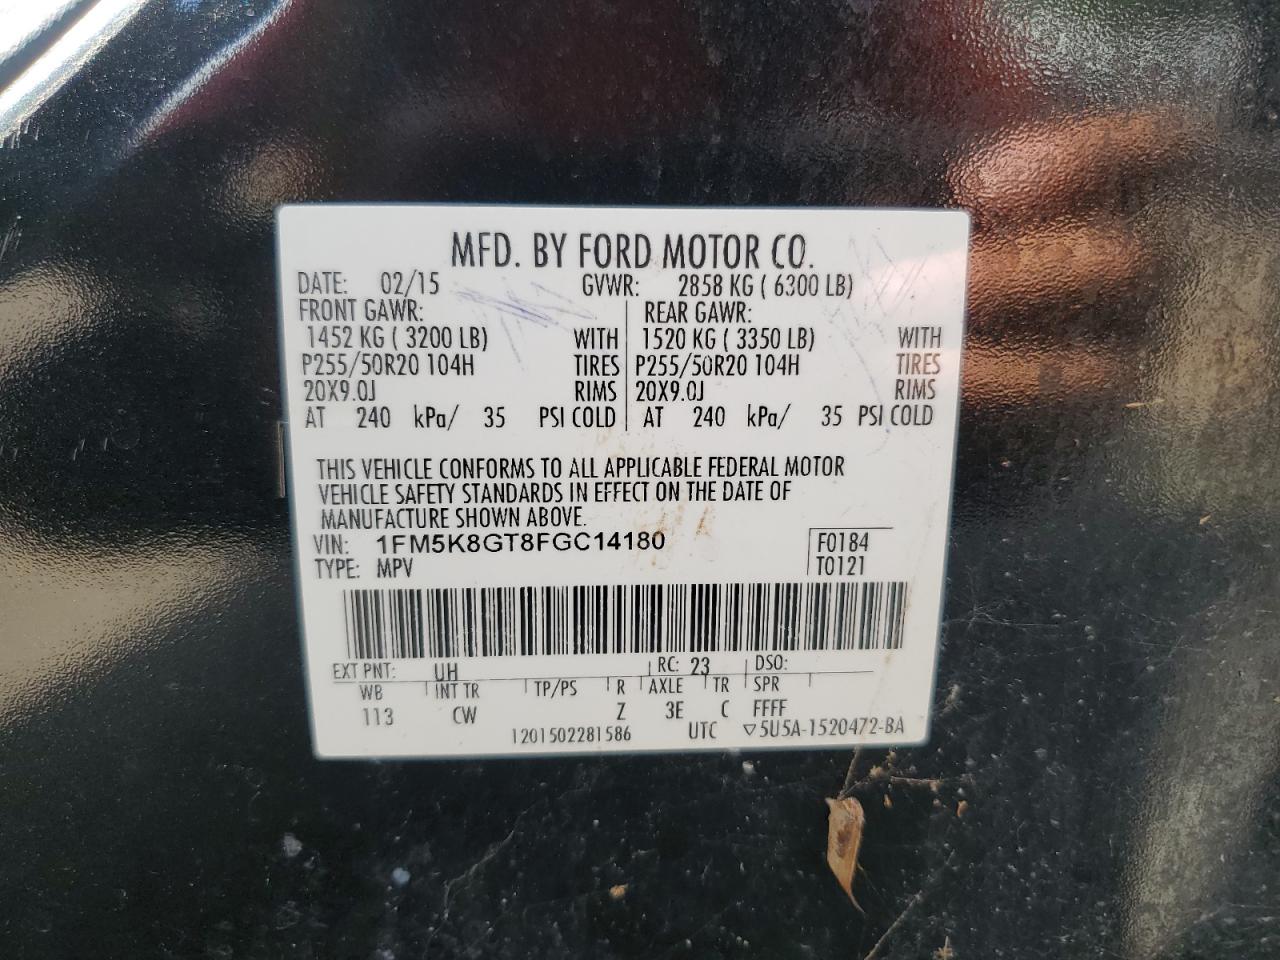 MFD. BY FORD MOTOR CO.
DATE: 02/15 GVWR: 2858 KG ( 6300 LB)
FRONT GAWR: REAR GAWR:
1452 KG ( 3200 LB) WITH 1520 KG ( 3350 LB) WITH
P255/50R20 104H TIRES P255/50R20 104H TIRES
20X9.0J RIMS 20X9.0J RIMS
AT 240 kPa/ 35 PSI COLD AT 240 kPa/ 35 PSI COLD
THIS VEHICLE CONFORMS TO ALL APPLICABLE FEDERAL MOTOR
VEHICLE SAFETY STANDARDS IN EFFECT ON THE DATE OF
MANUFACTURE SHOWN ABOVE.
VIN: 1FM5K8GT8FGC14180 F0184
TYPE: MPV T0121
EXT PNT: UH RC: 23 DSO:
WB INT TR TP/PS R AXLE TR SPR
113 CW Z 3E C FFFF
1201502281586 UTC ▽5U5A-1520472-BA